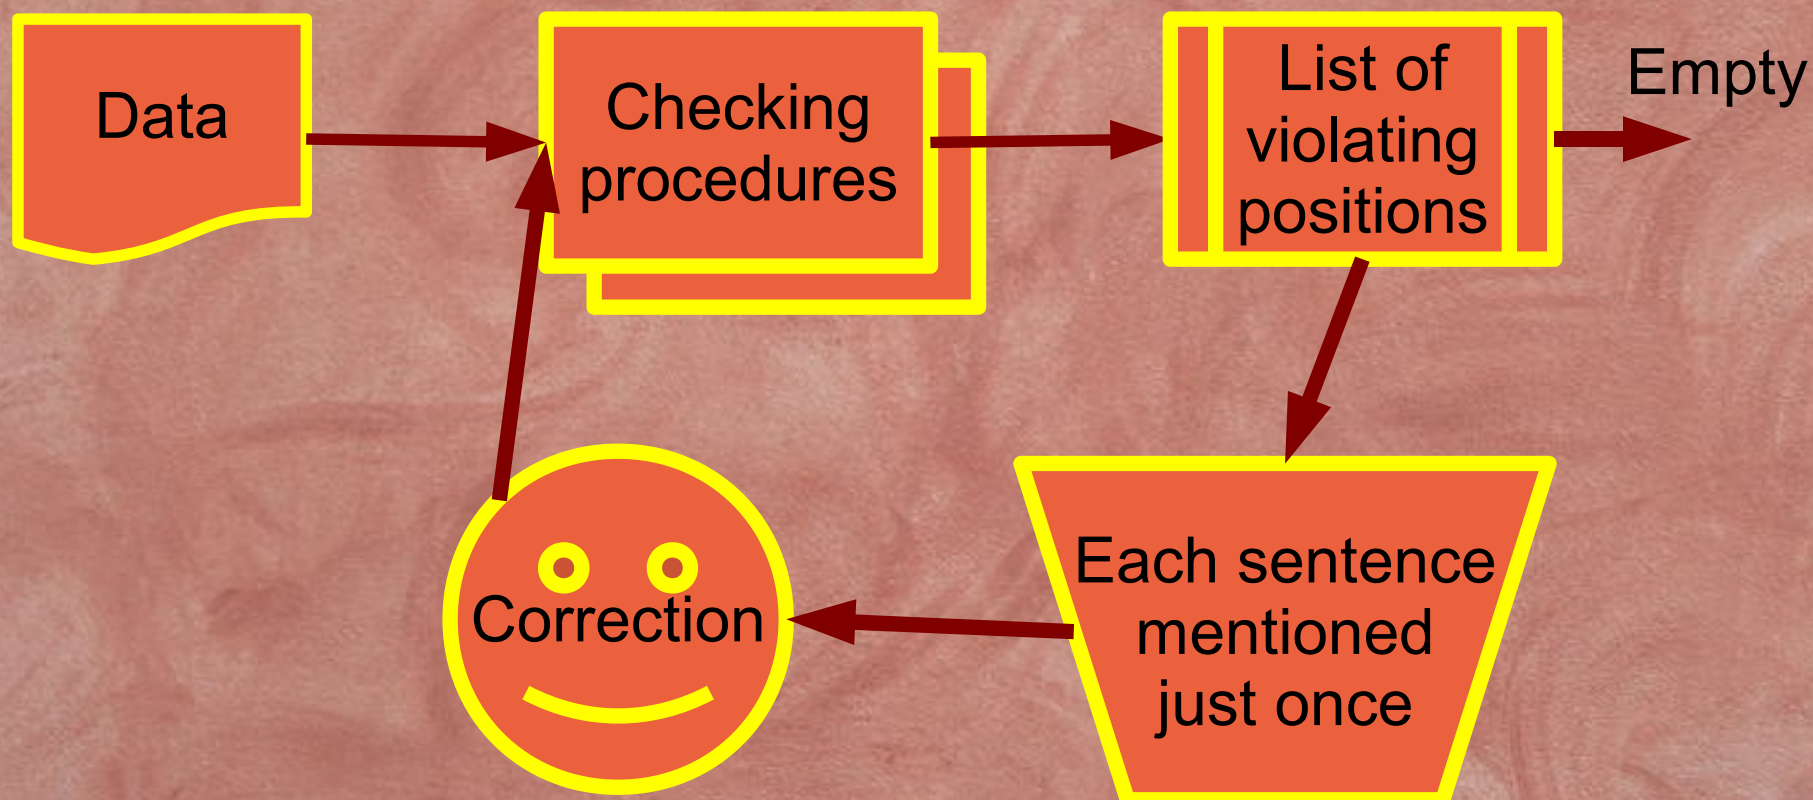 Data
Checking
procedures
List of
violating
positions
Empty
Each sentence
mentioned
just once
Correction